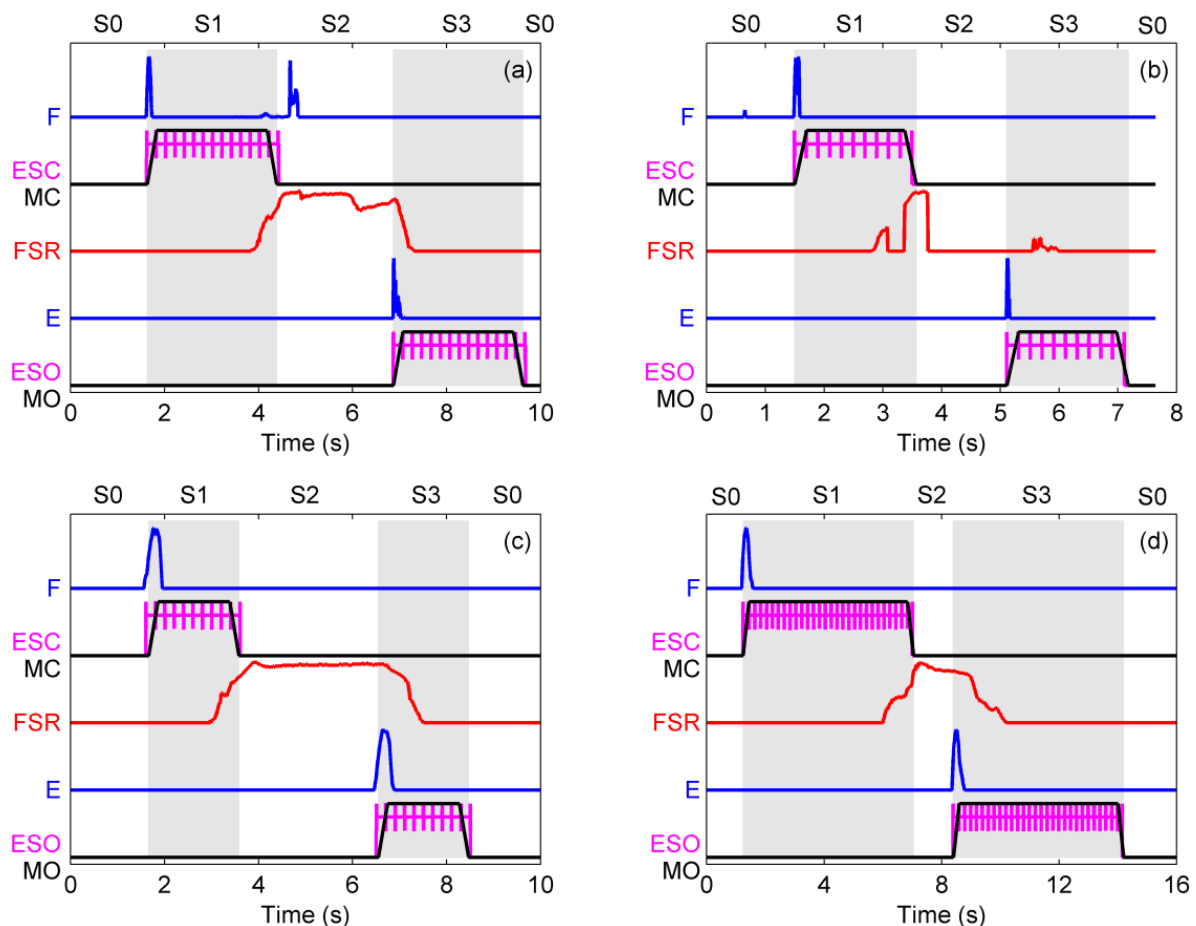 S0 S1 S2 S3 S0
(a)
F
ESC
MC
FSR
E
ESO
MO
0 2 4 6 8 10
Time (s)
S0 S1 S2 S3 S0
(b)
F
ESC
MC
FSR
E
ESO
MO
0 1 2 3 4 5 6 7 8
Time (s)
S0 S1 S2 S3 S0
(c)
F
ESC
MC
FSR
E
ESO
MO
0 2 4 6 8 10
Time (s)
S0 S1 S2 S3 S0
(d)
F
ESC
MC
FSR
E
ESO
MO
0 4 8 12 16
Time (s)